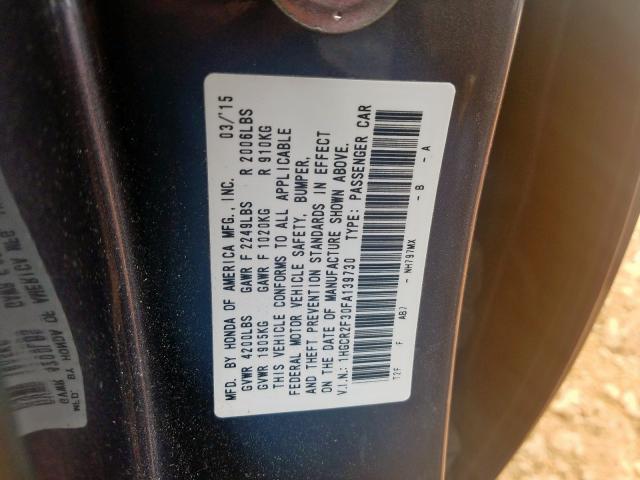 MFD. BY HONDA OF AMERICA MFG., INC. 03/'15
GVWR 4200LBS GAWR F 2249LBS R 2006LBS
GVWR 1905KG GAWR F 1020KG R 910KG
THIS VEHICLE CONFORMS TO ALL APPLICABLE
FEDERAL MOTOR VEHICLE SAFETY, BUMPER,
AND THEFT PREVENTION STANDARDS IN EFFECT
ON THE DATE OF MANUFACTURE SHOWN ABOVE.
V.I.N.: 1HGCR2F30FA139730 TYPE: PASSENGER CAR
T2F F AB7 - NH797MX - B - A